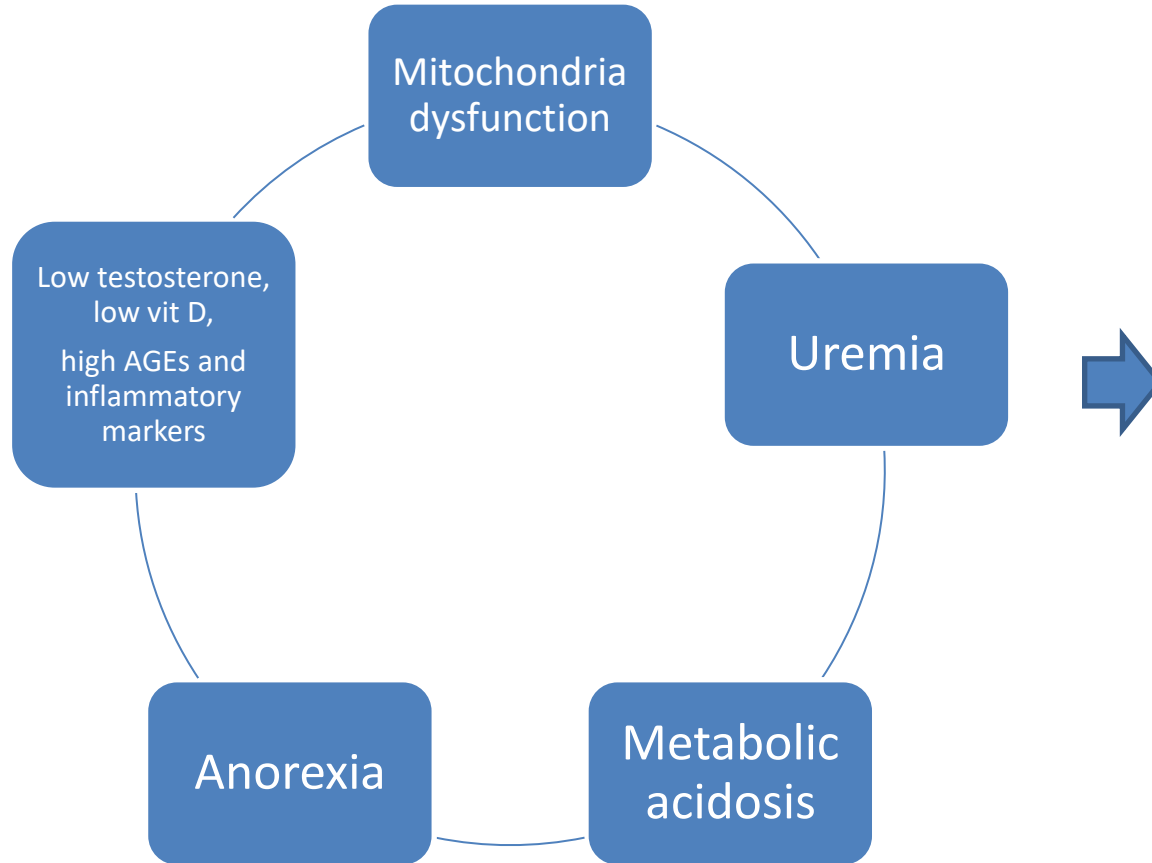 Mitochondria
dysfunction
Uremia
Metabolic
acidosis
Anorexia
Low testosterone,
low vit D,
high AGEs and
inflammatory
markers